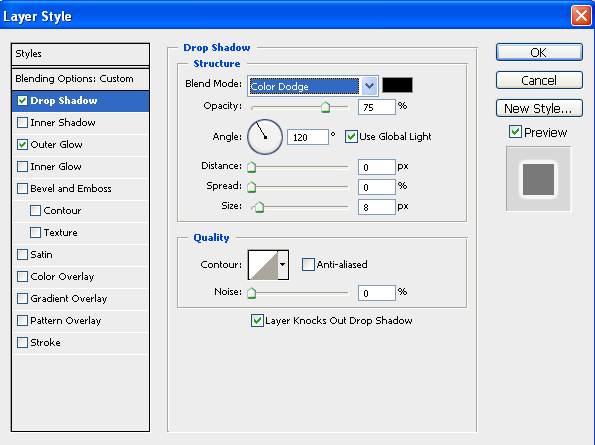 Layer Style
Styles
Blending Options: Custom
Drop Shadow
Inner Shadow
Outer Glow
Inner Glow
Bevel and Emboss
Contour
Texture
Satin
Color Overlay
Gradient Overlay
Pattern Overlay
Stroke
Drop Shadow
Structure
Blend Mode: Color Dodge
Opacity: 75 %
Angle: 120 ° Use Global Light
Distance: 0 px
Spread: 0 %
Size: 8 px
Quality
Contour: Anti-aliased
Noise: 0 %
Layer Knocks Out Drop Shadow
OK
Cancel
New Style...
Preview